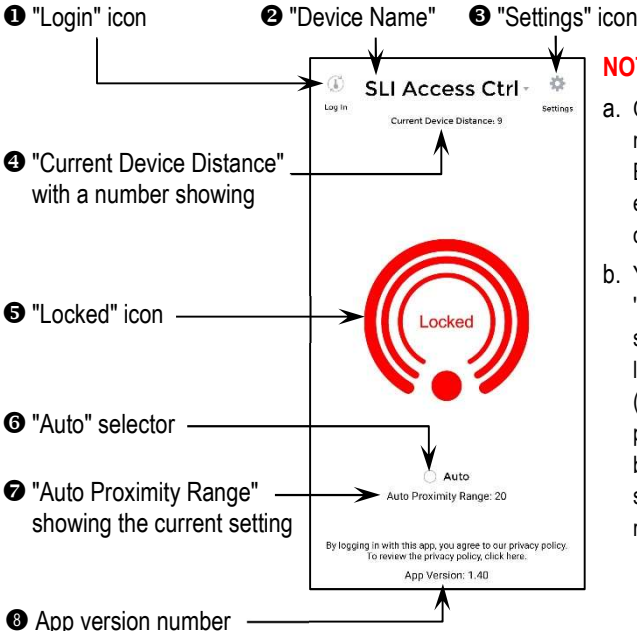 ❶ "Login" icon
❷ "Device Name"
❸ "Settings" icon
SLI Access Ctrl
Log In
Settings
Current Device Distance: 9
❹ "Current Device Distance"
with a number showing
❺ "Locked" icon
Locked
❻ "Auto" selector
Auto
❼ "Auto Proximity Range"
showing the current setting
Auto Proximity Range: 20
By logging in with this app, you agree to our privacy policy.
To review the privacy policy, click here.
App Version: 1.40
❽ App version number
a.
b.